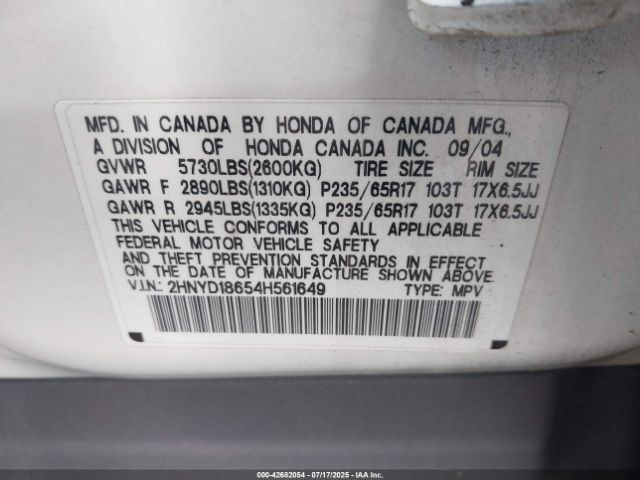 MFD. IN CANADA BY HONDA OF CANADA MFG.,
A DIVISION OF HONDA CANADA INC. 09/04
GVWR 5730LBS(2600KG) TIRE SIZE RIM SIZE
GAWR F 2890LBS(1310KG) P235/65R17 103T 17X6.5JJ
GAWR R 2945LBS(1335KG) P235/65R17 103T 17X6.5JJ
THIS VEHICLE CONFORMS TO ALL APPLICABLE
FEDERAL MOTOR VEHICLE SAFETY
AND THEFT PREVENTION STANDARDS IN
EFFECT ON THE DATE OF MANUFACTURE SHOWN ABOVE.
V.I.N.: 2HNYD18654H561649 TYPE: MPV
000-42682054 - 07/17/2025 - IAAI.COM